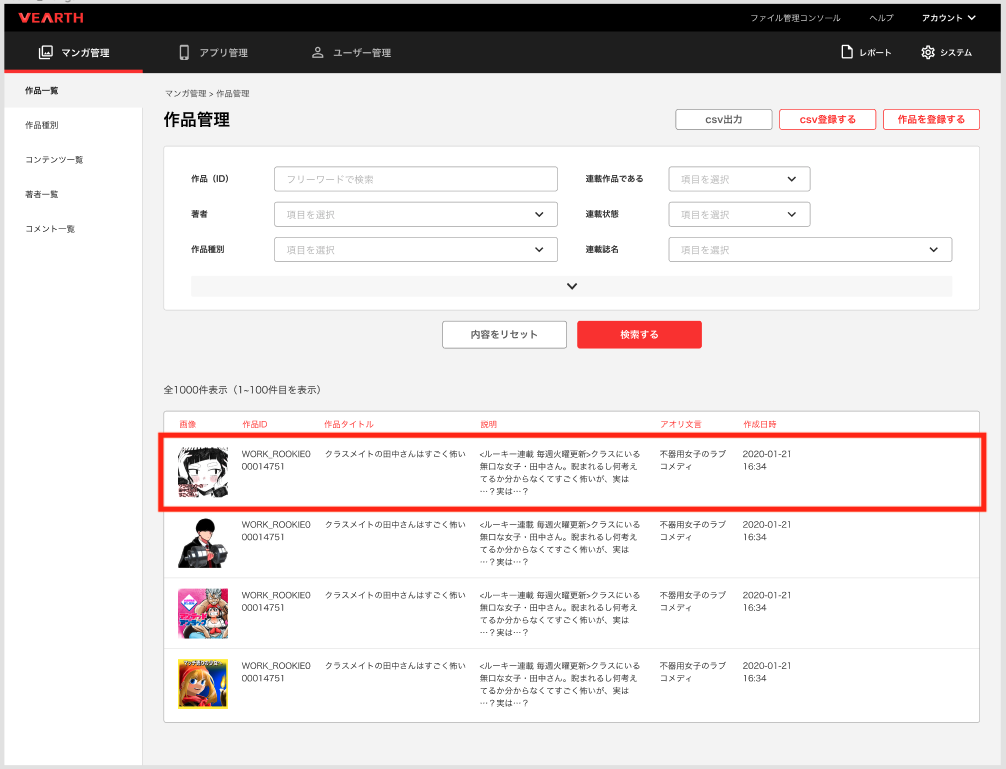 VEARTH
ファイル管理コンソール
ヘルプ
アカウント
マンガ管理
アプリ管理
ユーザー管理
レポート
システム
作品一覧
作品種別
コンテンツ一覧
著者一覧
コメント一覧
マンガ管理 > 作品管理
作品管理
csv出力
csv登録する
作品を登録する
作品（ID）
フリーワードで検索
連載作品である
項目を選択
著者
項目を選択
連載状態
項目を選択
作品種別
項目を選択
連載誌名
項目を選択
内容をリセット
検索する
全1000件表示（1~100件目を表示）
画像
作品ID
作品タイトル
説明
アオリ文言
作成日時
WORK_ROOKIE0
00014751
クラスメイトの田中さんはすごく怖い
<ルーキー連載 毎週火曜更新>クラスにいる
無口な女子・田中さん。睨まれるし何考え
てるか分からなくてすごく怖いが、実は
…？実は…？
不器用女子のラブ
コメディ
2020-01-21
16:34
WORK_ROOKIE0
00014751
クラスメイトの田中さんはすごく怖い
<ルーキー連載 毎週火曜更新>クラスにいる
無口な女子・田中さん。睨まれるし何考え
てるか分からなくてすごく怖いが、実は
…？実は…？
不器用女子のラブ
コメディ
2020-01-21
16:34
WORK_ROOKIE0
00014751
クラスメイトの田中さんはすごく怖い
<ルーキー連載 毎週火曜更新>クラスにいる
無口な女子・田中さん。睨まれるし何考え
てるか分からなくてすごく怖いが、実は
…？実は…？
不器用女子のラブ
コメディ
2020-01-21
16:34
WORK_ROOKIE0
00014751
クラスメイトの田中さんはすごく怖い
<ルーキー連載 毎週火曜更新>クラスにいる
無口な女子・田中さん。睨まれるし何考え
てるか分からなくてすごく怖いが、実は
…？実は…？
不器用女子のラブ
コメディ
2020-01-21
16:34